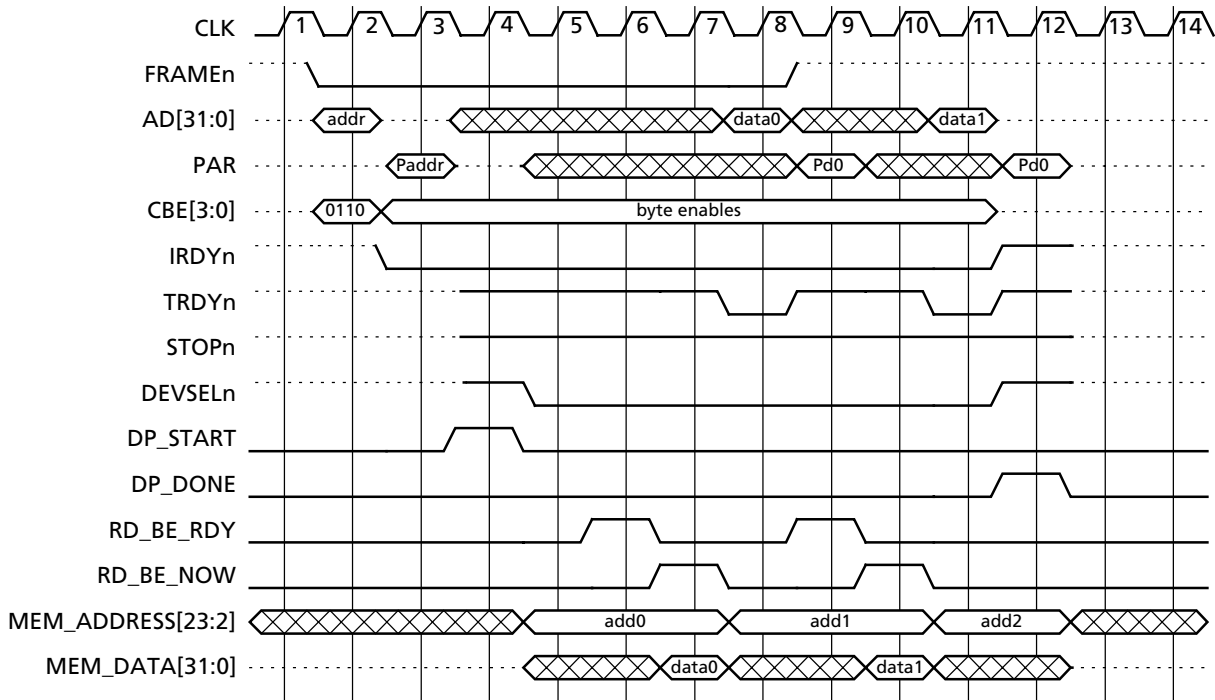 CLK 1 2 3 4 5 6 7 8 9 10 11 12 13 14
FRAMEn
AD[31:0] addr data0 data1
PAR Paddr Pd0 Pd0
CBE[3:0] 0110 byte enables
IRDYn
TRDYn
STOPn
DEVSELn
DP_START
DP_DONE
RD_BE_RDY
RD_BE_NOW
MEM_ADDRESS[23:2] add0 add1 add2
MEM_DATA[31:0] data0 data1